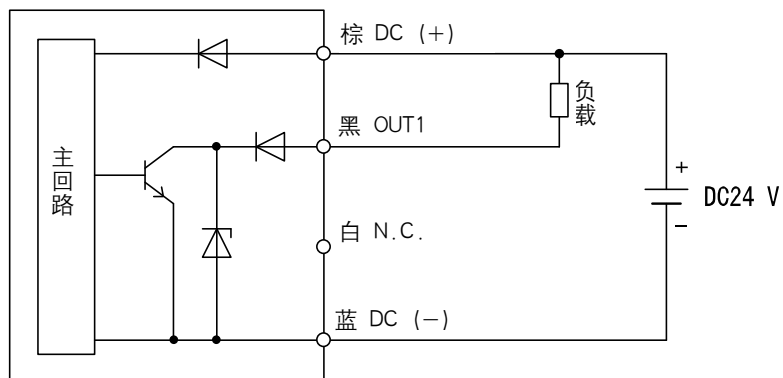 棕 DC (+)
负载
黑 OUT1
主回路
+
DC24 V
-
白 N.C.
蓝 DC (-)